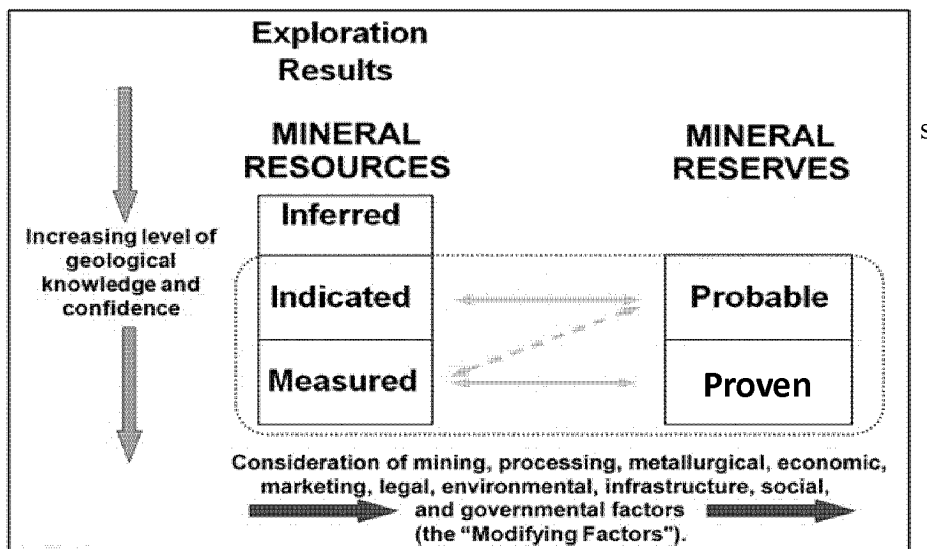 Exploration
Results
MINERAL
RESOURCES
MINERAL
RESERVES
Inferred
Increasing level of
geological
knowledge and
confidence
Indicated
Probable
Measured
Proven
Consideration of mining, processing, metallurgical, economic,
marketing, legal, environmental, infrastructure, social,
and governmental factors
(the “Modifying Factors”).
s